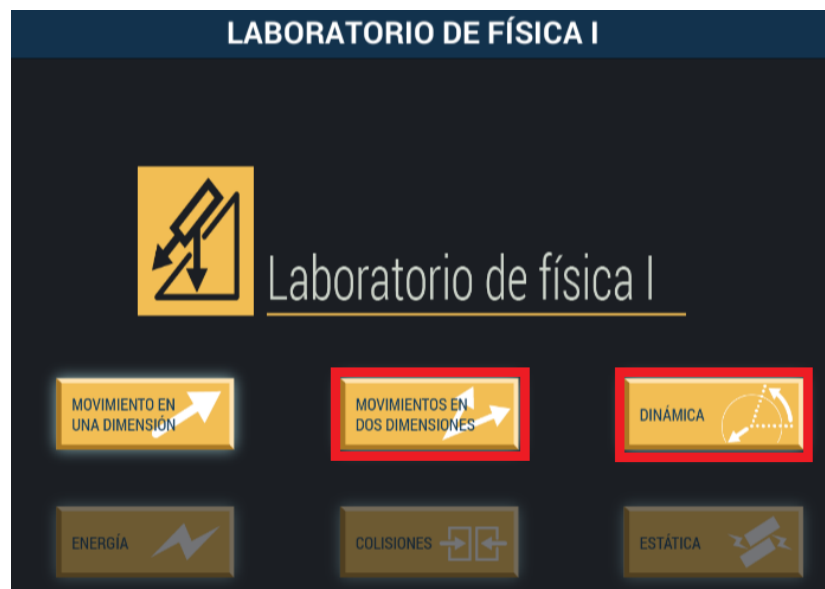 LABORATORIO DE FÍSICA I
Laboratorio de física I
MOVIMIENTO EN
UNA DIMENSIÓN
MOVIMIENTOS EN
DOS DIMENSIONES
DINÁMICA
ENERGÍA
COLISIONES
ESTÁTICA